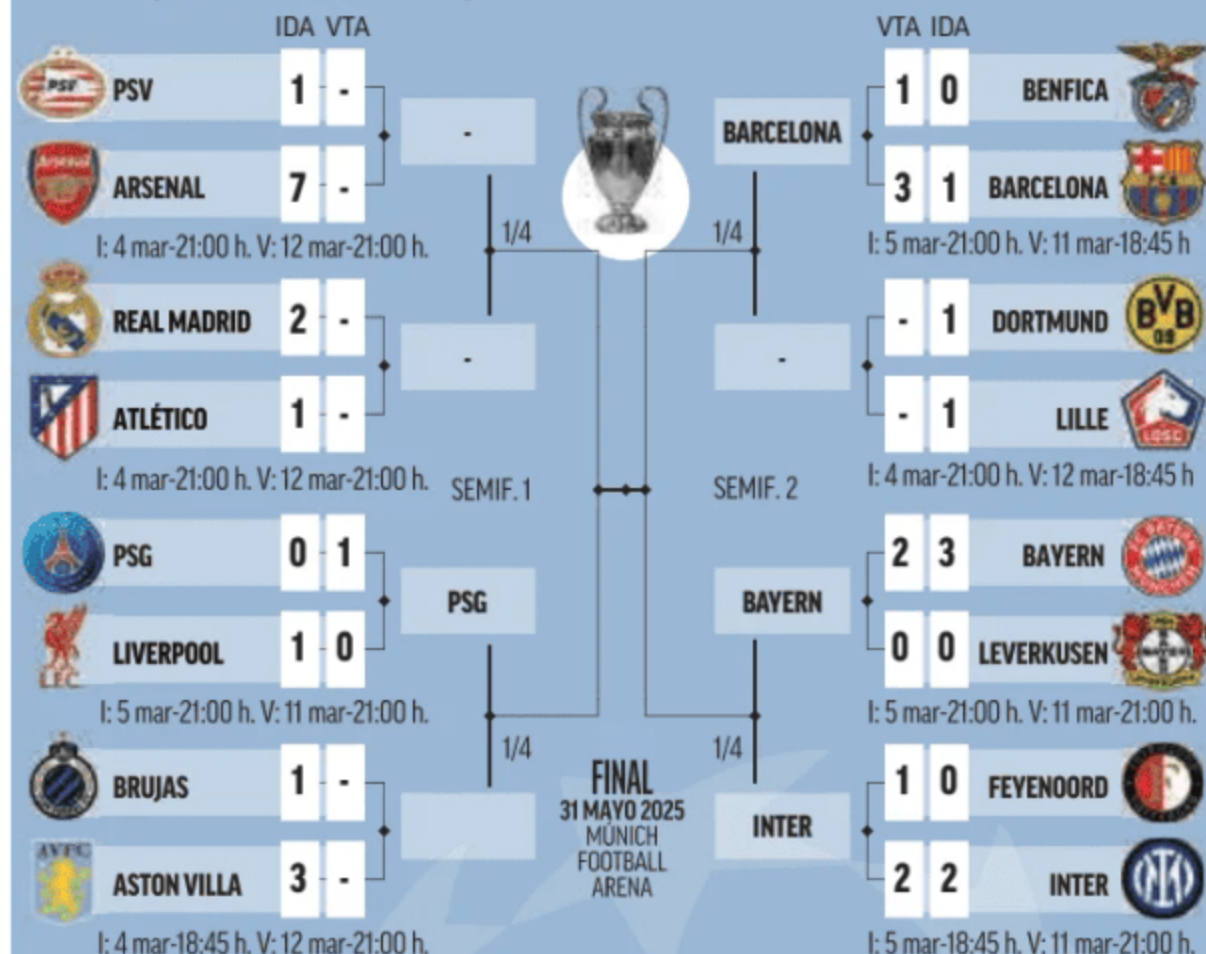 IDA VTA
PSV 1 -
ARSENAL 7 -
I: 4 mar-21:00 h. V: 12 mar-21:00 h.
-
REAL MADRID 2 -
ATLÉTICO 1 -
I: 4 mar-21:00 h. V: 12 mar-21:00 h.
-
1/4
SEMIF. 1
PSG 0 1
LIVERPOOL 1 0
I: 5 mar-21:00 h. V: 11 mar-21:00 h.
PSG
BRUJAS 1 -
ASTON VILLA 3 -
I: 4 mar-18:45 h. V: 12 mar-21:00 h.
1/4
FINAL
31 MAYO 2025
MÚNICH
FOOTBALL
ARENA
VTA IDA
1 0 BENFICA
3 1 BARCELONA
I: 5 mar-21:00 h. V: 11 mar-18:45 h
BARCELONA
- 1 DORTMUND
- 1 LILLE
I: 4 mar-21:00 h. V: 12 mar-18:45 h
-
1/4
SEMIF. 2
2 3 BAYERN
0 0 LEVERKUSEN
I: 5 mar-21:00 h. V: 11 mar-21:00 h.
BAYERN
1 0 FEYENOORD
2 2 INTER
I: 5 mar-18:45 h. V: 11 mar-21:00 h.
INTER
1/4
PSV
Arsenal
LFC
AVFC
BVB
09
LOSC